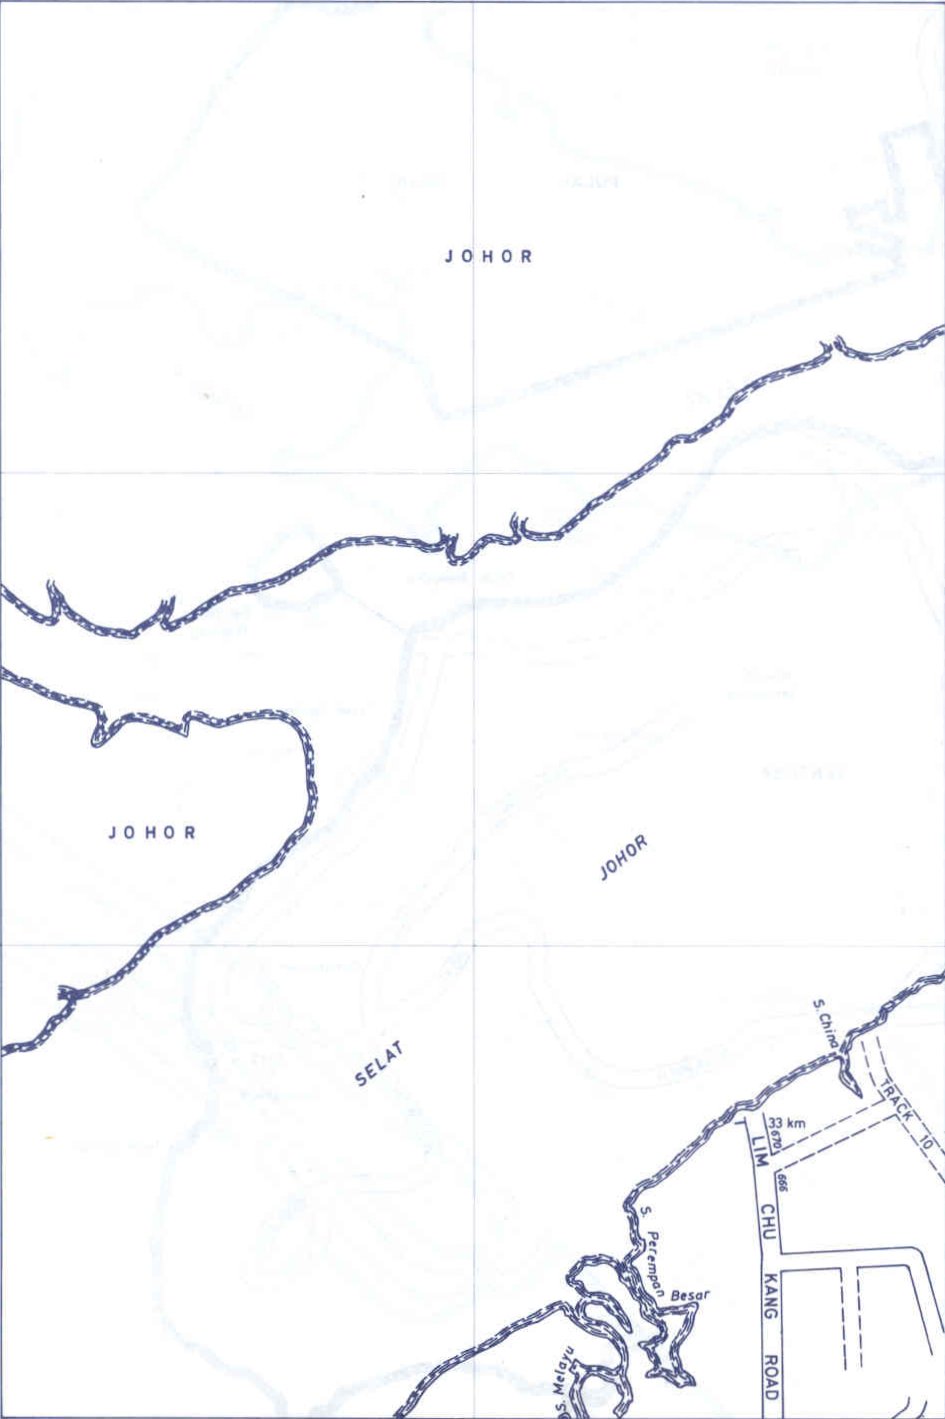 JOHOR
JOHOR
JOHOR
SELAT
S. China
TRACK 10
33 km
670
666
LIM CHU KANG ROAD
S. Perempan Besar
S. Melayu